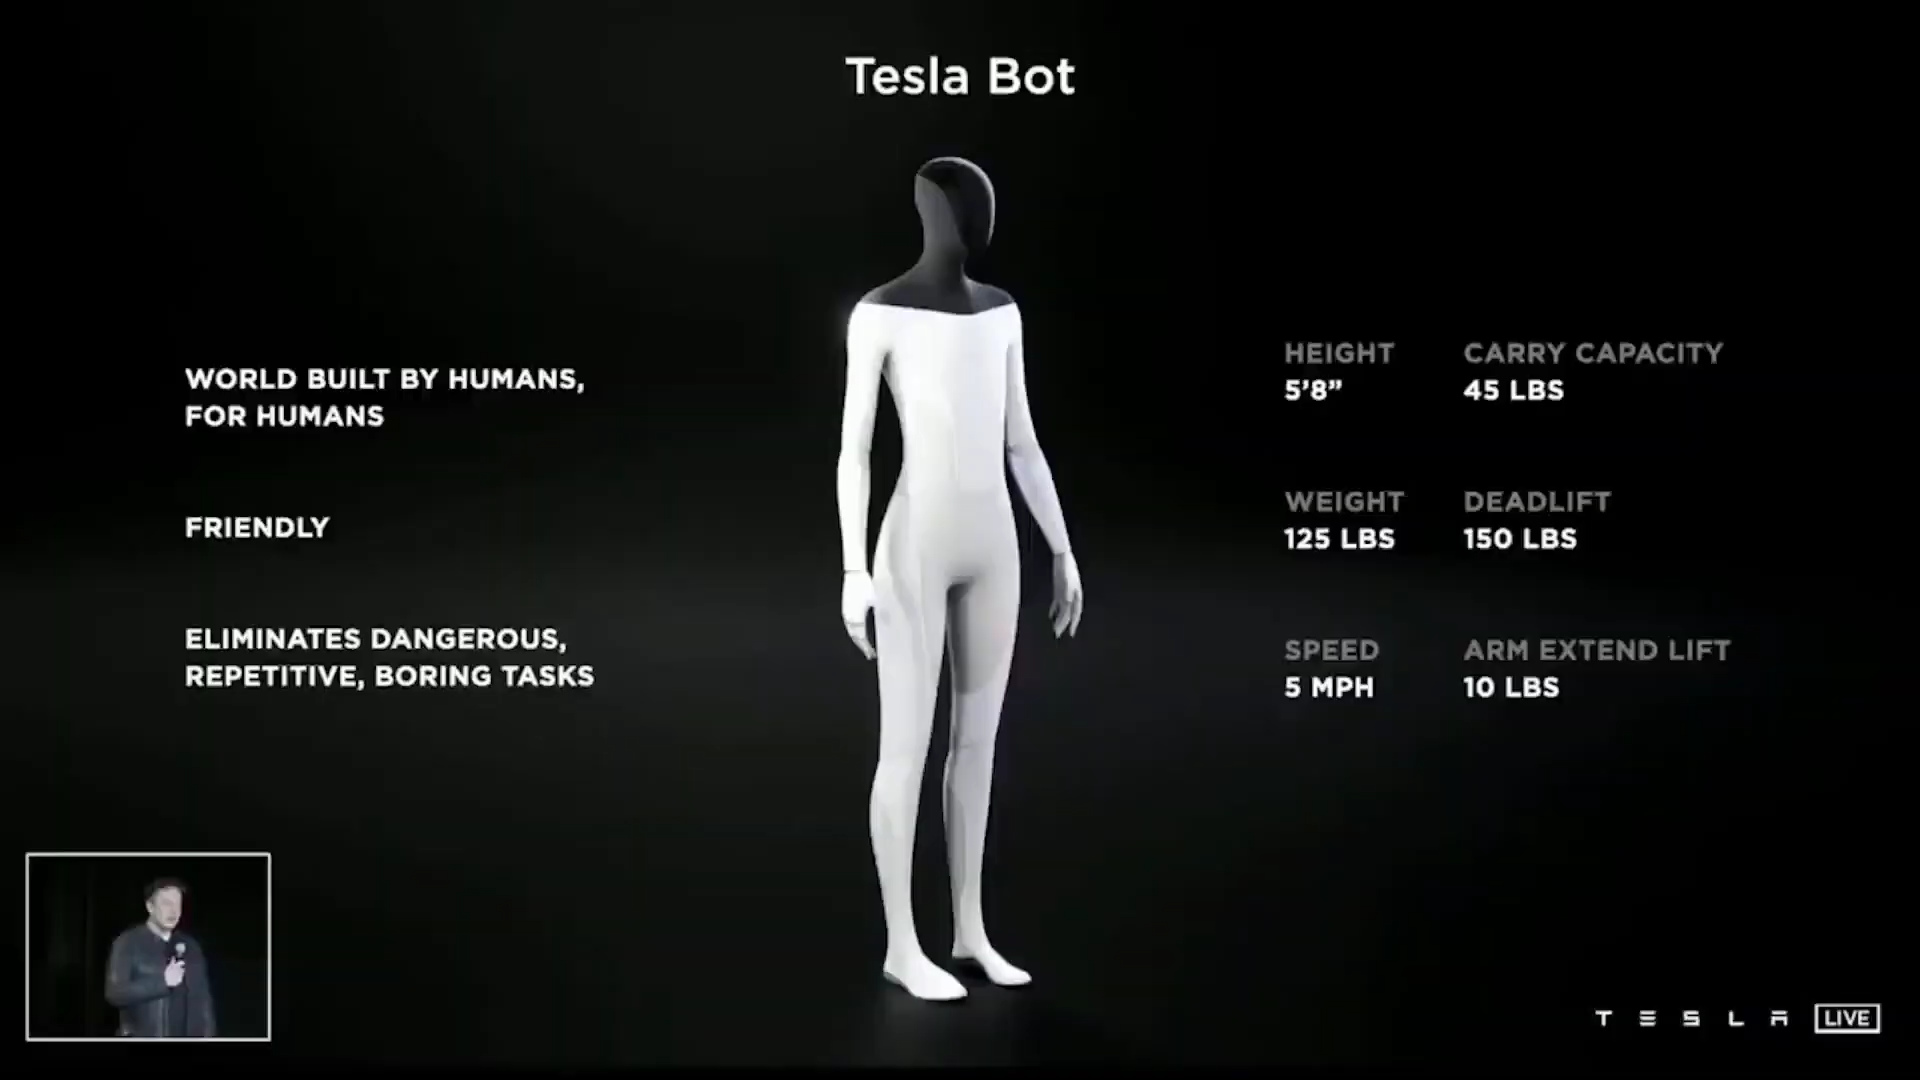 Tesla Bot
WORLD BUILT BY HUMANS,
FOR HUMANS
FRIENDLY
ELIMINATES DANGEROUS,
REPETITIVE, BORING TASKS
HEIGHT
5’8”
CARRY CAPACITY
45 LBS
WEIGHT
125 LBS
DEADLIFT
150 LBS
SPEED
5 MPH
ARM EXTEND LIFT
10 LBS
TESLA LIVE